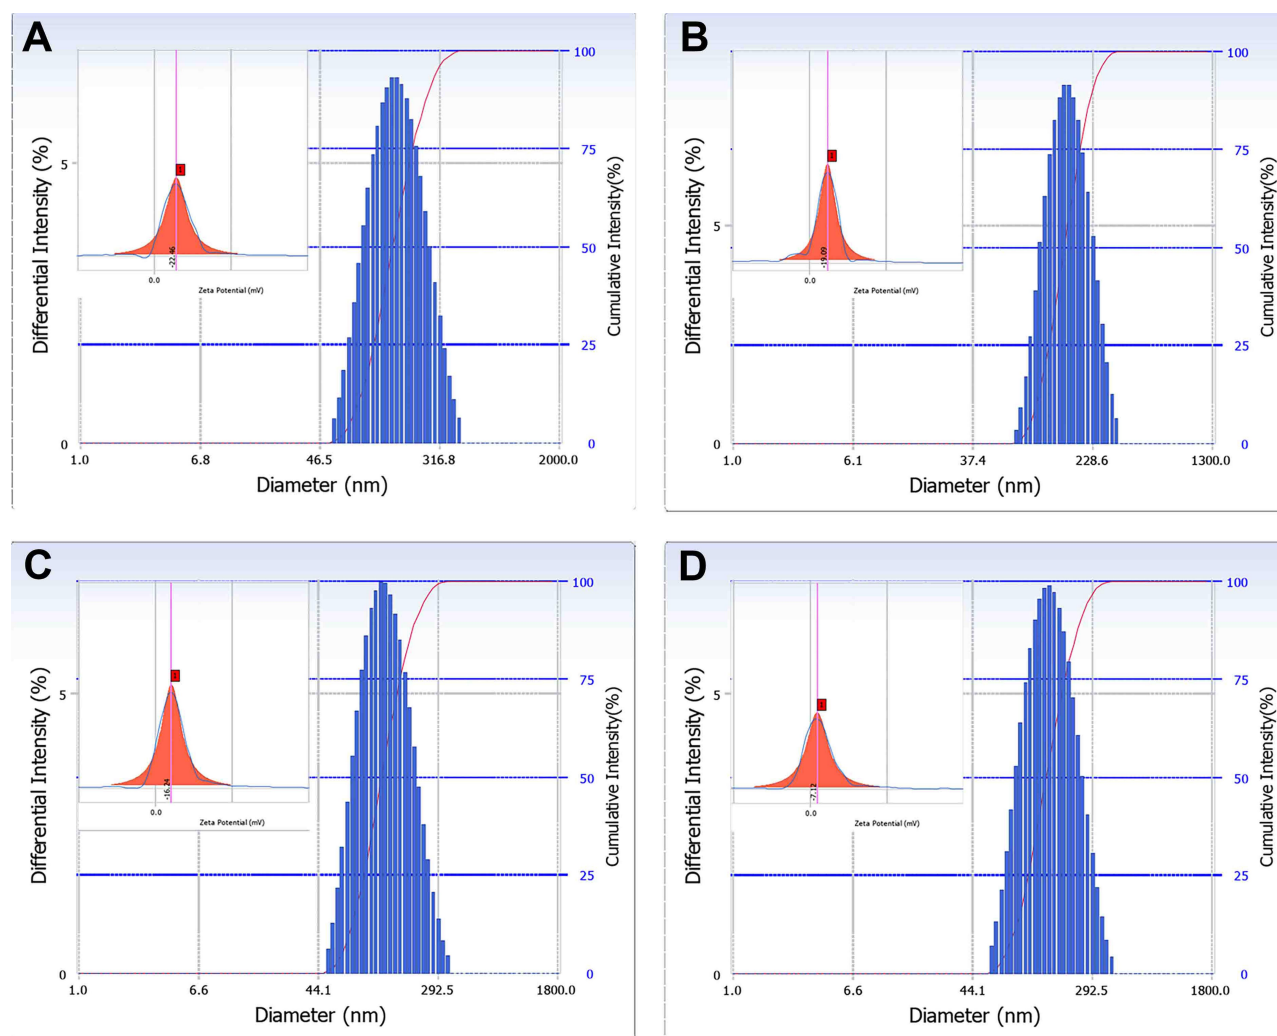 A
Differential Intensity (%)
5
0
100
75
50
25
0
Cumulative Intensity(%)
-22.46
0.0
Zeta Potential (mV)
1.0 6.8 46.5 316.8 2000.0
Diameter (nm)
B
Differential Intensity (%)
5
0
100
75
50
25
0
Cumulative Intensity(%)
-19.09
0.0
Zeta Potential (mV)
1.0 6.1 37.4 228.6 1300.0
Diameter (nm)
C
Differential Intensity (%)
5
0
100
75
50
25
0
Cumulative Intensity(%)
-16.24
0.0
Zeta Potential (mV)
1.0 6.6 44.1 292.5 1800.0
Diameter (nm)
D
Differential Intensity (%)
5
0
100
75
50
25
0
Cumulative Intensity(%)
-7.12
0.0
Zeta Potential (mV)
1.0 6.6 44.1 292.5 1800.0
Diameter (nm)